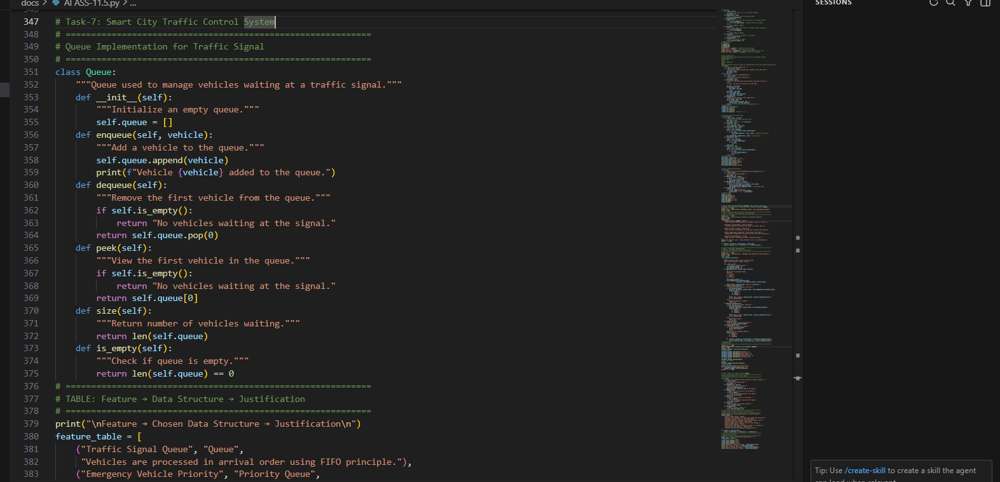 docs > AI ASS-11.5.py > ...
SESSIONS
347 # Task-7: Smart City Traffic Control System
348 # ============================================================
349 # Queue Implementation for Traffic Signal
350 # ============================================================
351 class Queue:
352 """Queue used to manage vehicles waiting at a traffic signal."""
353 def __init__(self):
354 """Initialize an empty queue."""
355 self.queue = []
356 def enqueue(self, vehicle):
357 """Add a vehicle to the queue."""
358 self.queue.append(vehicle)
359 print(f"Vehicle {vehicle} added to the queue.")
360 def dequeue(self):
361 """Remove the first vehicle from the queue."""
362 if self.is_empty():
363 return "No vehicles waiting at the signal."
364 return self.queue.pop(0)
365 def peek(self):
366 """View the first vehicle in the queue."""
367 if self.is_empty():
368 return "No vehicles waiting at the signal."
369 return self.queue[0]
370 def size(self):
371 """Return number of vehicles waiting."""
372 return len(self.queue)
373 def is_empty(self):
374 """Check if queue is empty."""
375 return len(self.queue) == 0
376 # ============================================================
377 # TABLE: Feature → Data Structure → Justification
378 # ============================================================
379 print("\nFeature → Chosen Data Structure → Justification\n")
380 feature_table = [
381 ("Traffic Signal Queue", "Queue",
382 "Vehicles are processed in arrival order using FIFO principle."),
383 ("Emergency Vehicle Priority", "Priority Queue",
Tip: Use /create-skill to create a skill the agent
can load when relevant